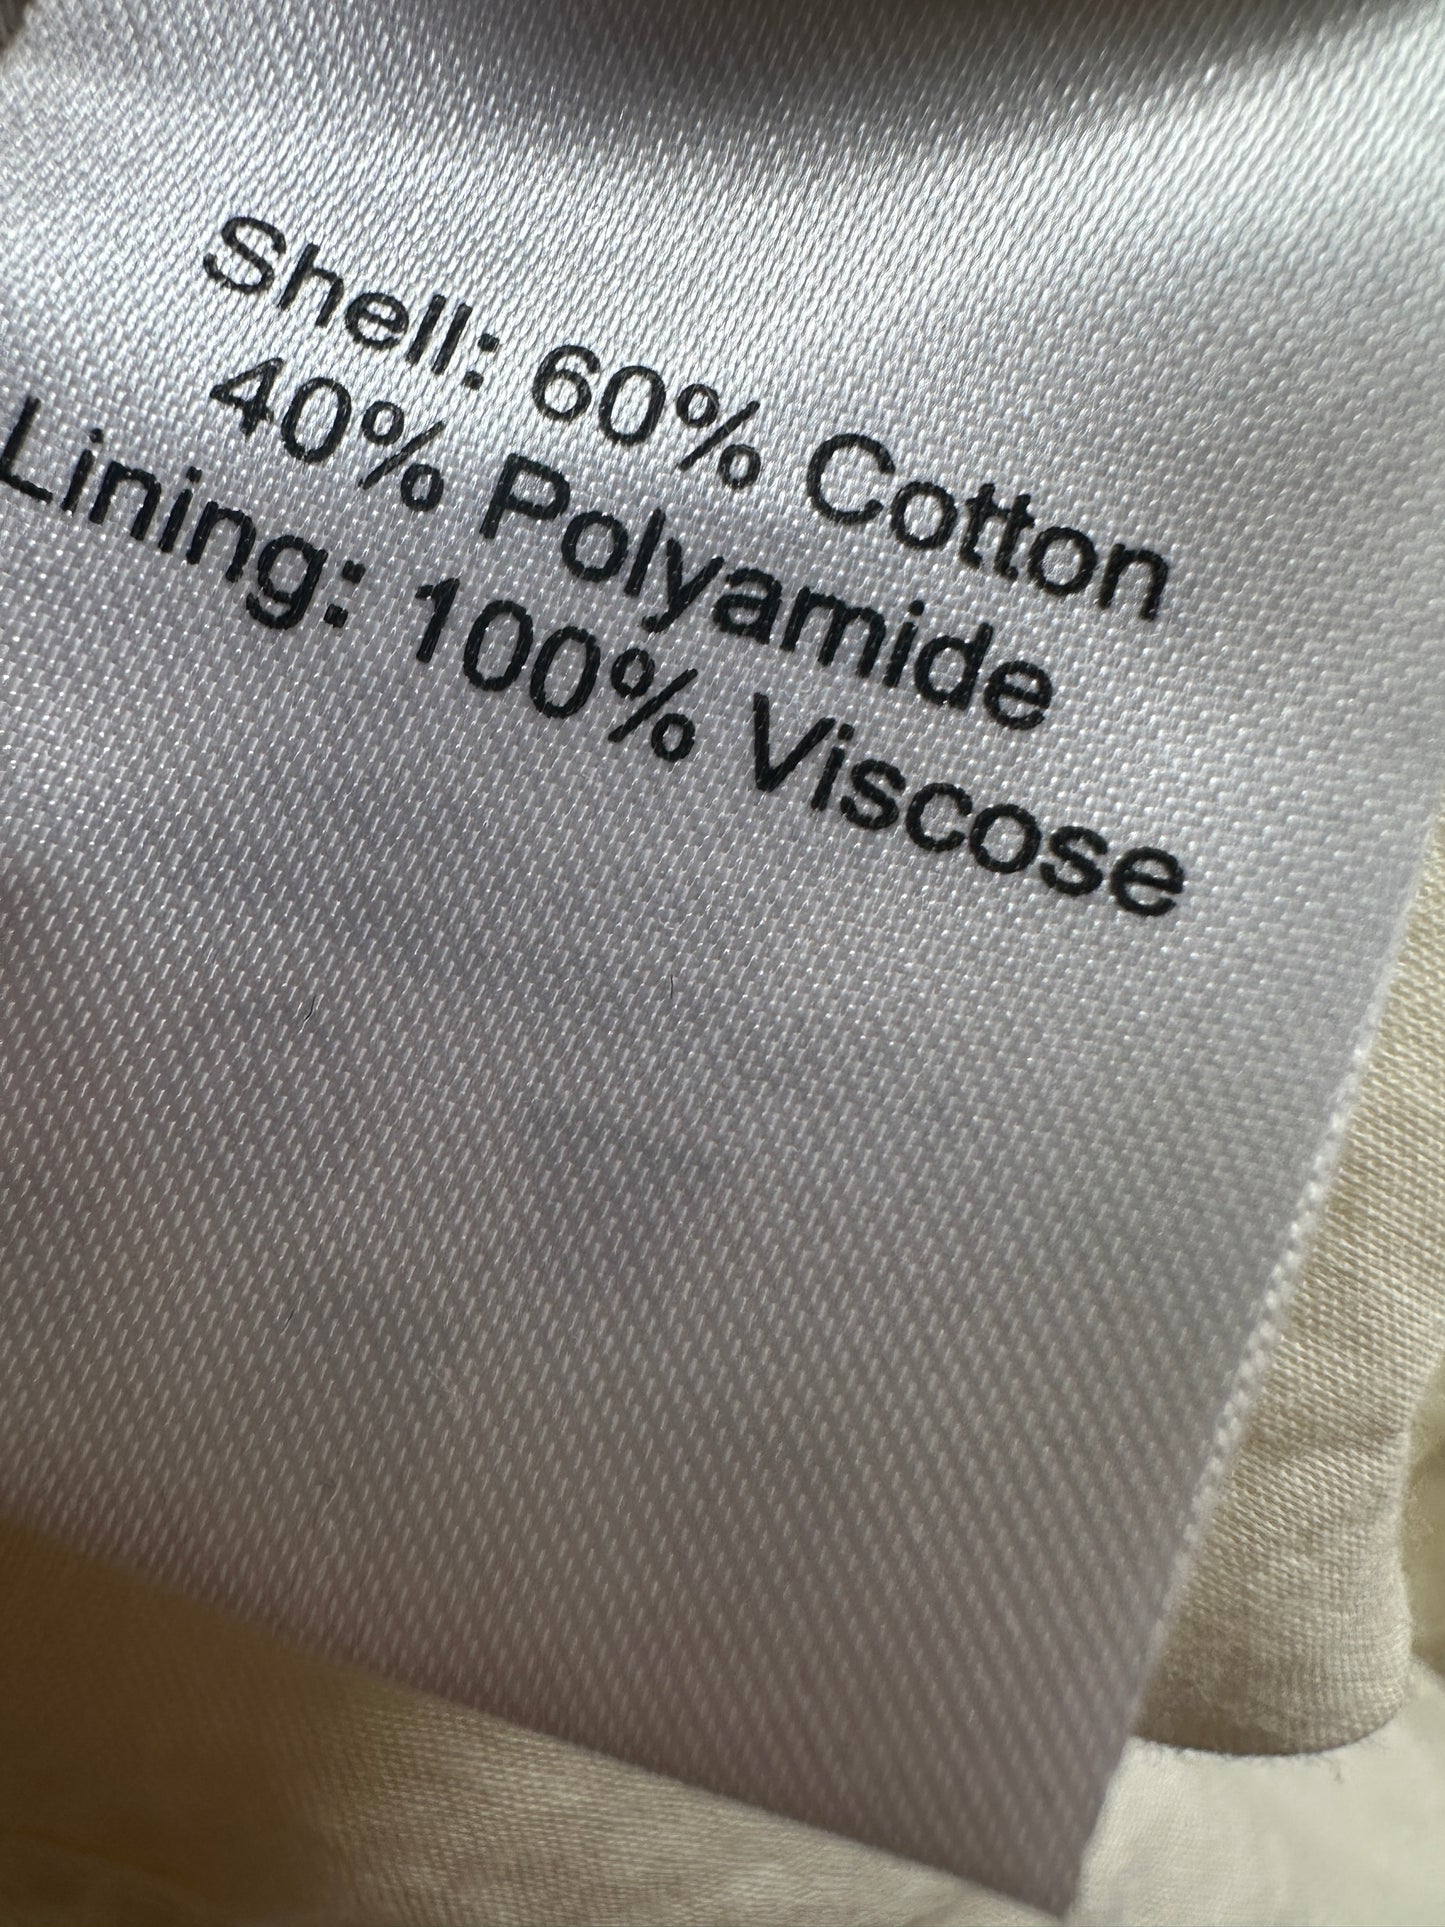 Shell: 60% Cotton
40% Polyamide
Lining: 100% Viscose